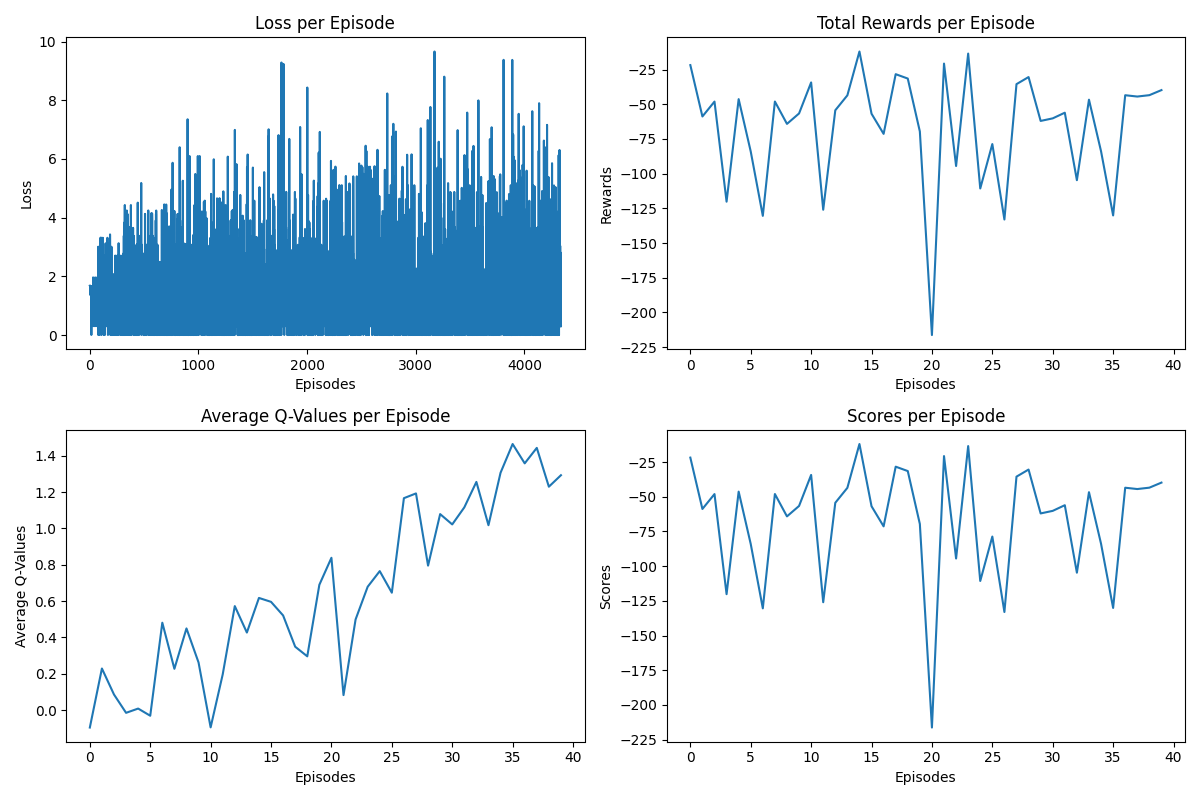 Loss per Episode
10
8
6
4
2
0
Loss
0 1000 2000 3000 4000
Episodes
Total Rewards per Episode
−25
−50
−75
−100
−125
−150
−175
−200
−225
Rewards
0 5 10 15 20 25 30 35 40
Episodes
Average Q-Values per Episode
1.4
1.2
1.0
0.8
0.6
0.4
0.2
0.0
Average Q-Values
0 5 10 15 20 25 30 35 40
Episodes
Scores per Episode
−25
−50
−75
−100
−125
−150
−175
−200
−225
Scores
0 5 10 15 20 25 30 35 40
Episodes